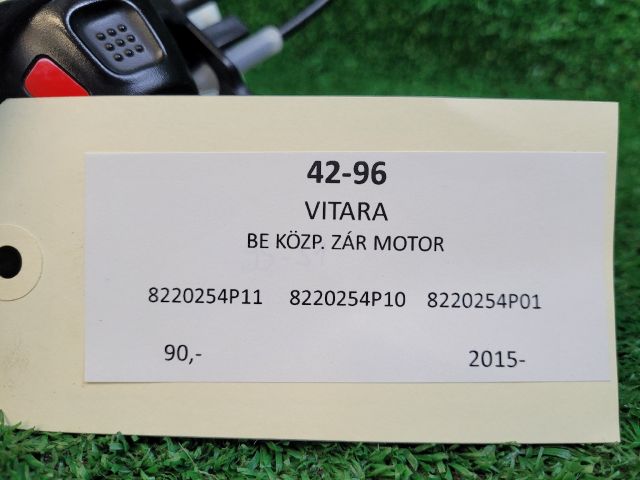 42-96
VITARA
BE KÖZP. ZÁR MOTOR
8220254P11 8220254P10 8220254P01
90,- 2015-